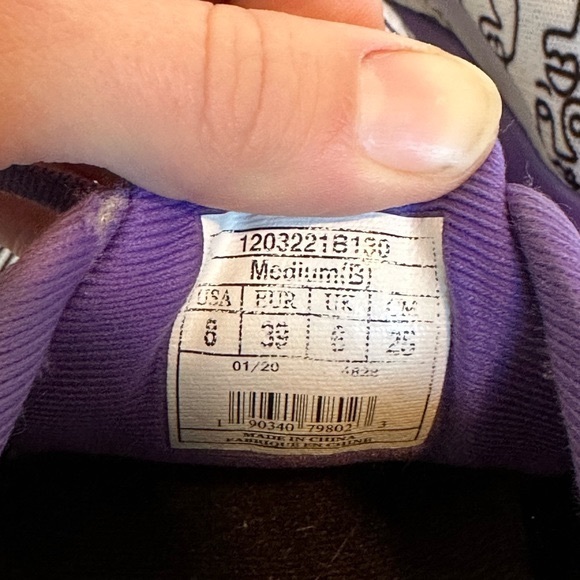 1203221B130
Medium(B)
USA EUR UK CM
8 39 6 25
01/20 4828
1 90340 79802 3
MADE IN CHINA
FABRIQUE EN CHINE